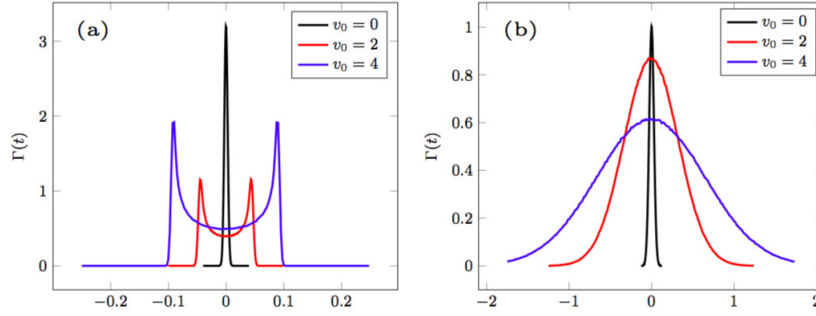 (a)
v₀ = 0
v₀ = 2
v₀ = 4
Γ(t)
3
2
1
0
−0.2 −0.1 0 0.1 0.2
(b)
v₀ = 0
v₀ = 2
v₀ = 4
Γ(t)
1
0.8
0.6
0.4
0.2
0
−2 −1 0 1 2